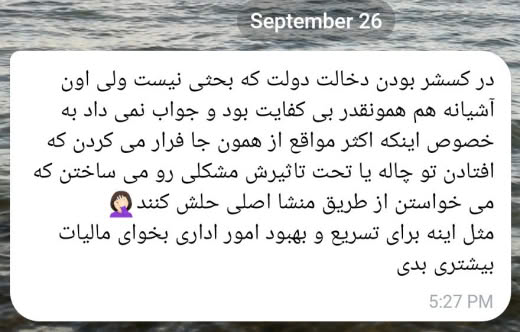 September 26
در کسشر بودن دخالت دولت که بحثی نیست ولی اون
آشیانه هم همونقدر بی کفایت بود و جواب نمی داد به
خصوص اینکه اکثر مواقع از همون جا فرار می کردن که
افتادن تو چاله یا تحت تاثیرش مشکلی رو می ساختن که
می خواستن از طریق منشا اصلی حلش کنند🤦🏻‍♀️
مثل اینه برای تسریع و بهبود امور اداری بخوای مالیات
بیشتری بدی
5:27 PM